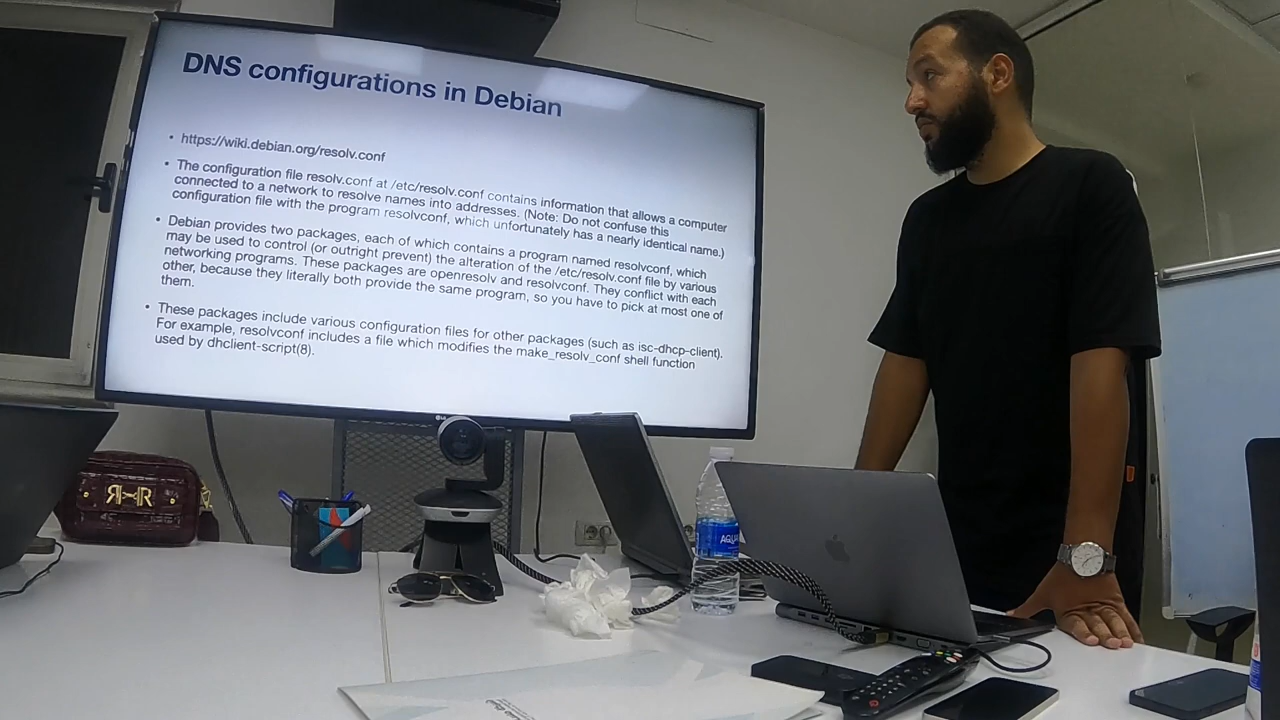 DNS configurations in Debian
• https://wiki.debian.org/resolv.conf
• The configuration file resolv.conf at /etc/resolv.conf contains information that allows a computer
connected to a network to resolve names into addresses. (Note: Do not confuse this
configuration file with the program resolvconf, which unfortunately has a nearly identical name.)
• Debian provides two packages, each of which contains a program named resolvconf, which
may be used to control (or outright prevent) the alteration of the /etc/resolv.conf file by various
networking programs. These packages are openresolv and resolvconf. They conflict with each
other, because they literally both provide the same program, so you have to pick at most one of
them.
• These packages include various configuration files for other packages (such as isc-dhcp-client).
For example, resolvconf includes a file which modifies the make_resolv_conf shell function
used by dhclient-script(8).
LG